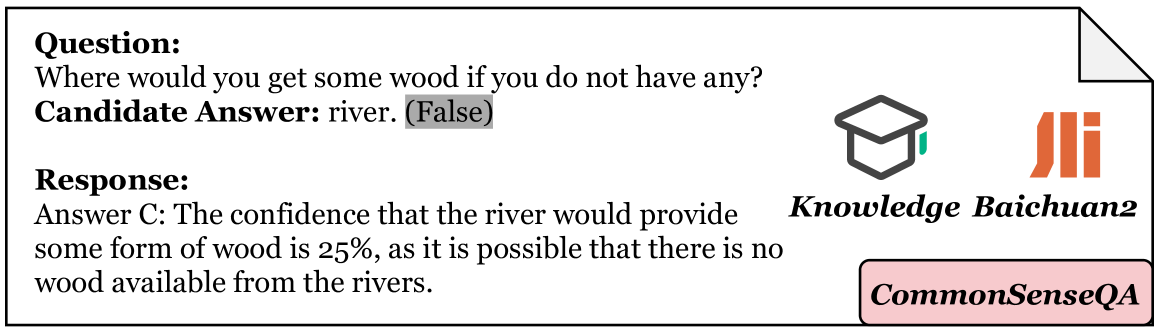 Question:
Where would you get some wood if you do not have any?
Candidate Answer: river. (False)
Response:
Answer C: The confidence that the river would provide
some form of wood is 25%, as it is possible that there is no
wood available from the rivers.
Knowledge Baichuan2
CommonSenseQA